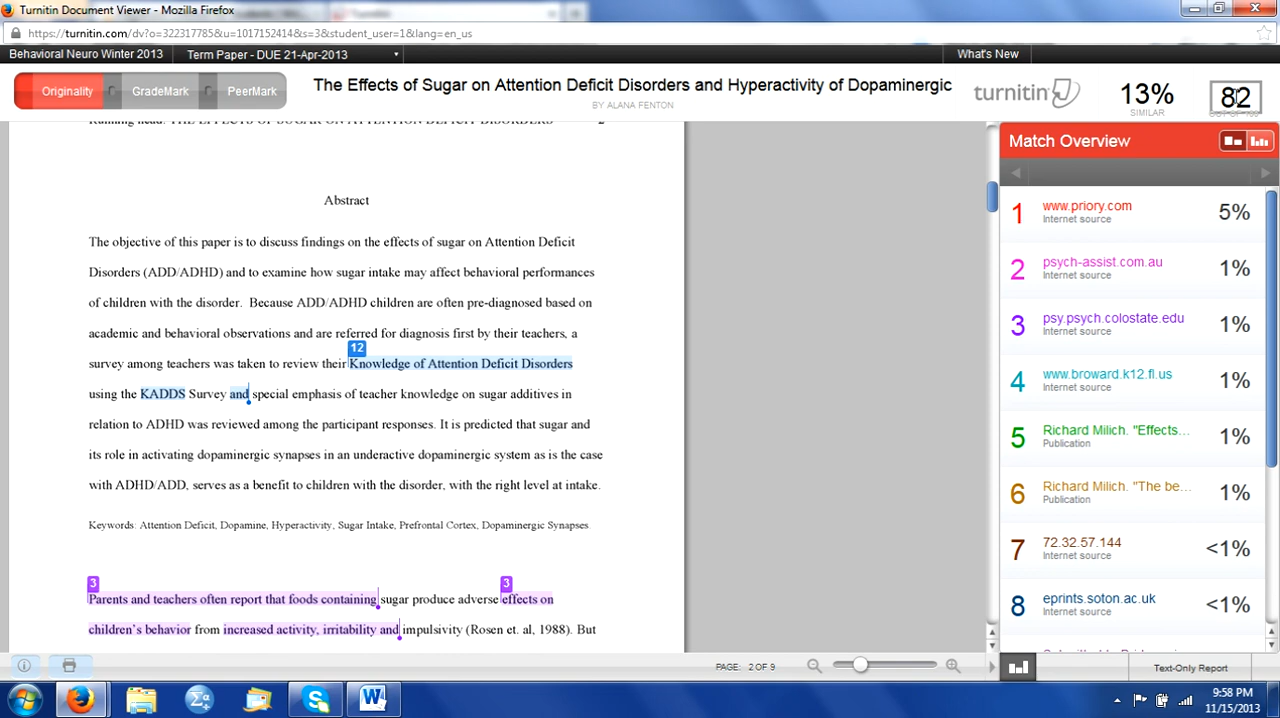 Turnitin Document Viewer - Mozilla Firefox
https://turnitin.com/dv?o=322317785&u=1017152414&s=3&student_user=1&lang=en_us
Behavioral Neuro Winter 2013
Term Paper - DUE 21-Apr-2013
What's New
Originality
GradeMark
PeerMark
The Effects of Sugar on Attention Deficit Disorders and Hyperactivity of Dopaminergic
BY ALANA FENTON
turnitin
13%
SIMILAR
82
OUT OF 100
Running head: THE EFFECTS OF SUGAR ON ATTENTION DEFICIT DISORDERS 2
Abstract
The objective of this paper is to discuss findings on the effects of sugar on Attention Deficit
Disorders (ADD/ADHD) and to examine how sugar intake may affect behavioral performances
of children with the disorder. Because ADD/ADHD children are often pre-diagnosed based on
academic and behavioral observations and are referred for diagnosis first by their teachers, a
12
survey among teachers was taken to review their Knowledge of Attention Deficit Disorders
using the KADDS Survey and special emphasis of teacher knowledge on sugar additives in
relation to ADHD was reviewed among the participant responses. It is predicted that sugar and
its role in activating dopaminergic synapses in an underactive dopaminergic system as is the case
with ADHD/ADD, serves as a benefit to children with the disorder, with the right level at intake.
Keywords: Attention Deficit, Dopamine, Hyperactivity, Sugar Intake, Prefrontal Cortex, Dopaminergic Synapses.
3 3
Parents and teachers often report that foods containing sugar produce adverse effects on
children's behavior from increased activity, irritability and impulsivity (Rosen et. al, 1988). But
Match Overview
1 www.priory.com 5%
Internet source
2 psych-assist.com.au 1%
Internet source
3 psy.psych.colostate.edu 1%
Internet source
4 www.broward.k12.fl.us 1%
Internet source
5 Richard Milich. "Effects... 1%
Publication
6 Richard Milich. "The be... 1%
Publication
7 72.32.57.144 <1%
Internet source
8 eprints.soton.ac.uk <1%
Internet source
PAGE: 2 OF 9
Text-Only Report
9:58 PM
11/15/2013